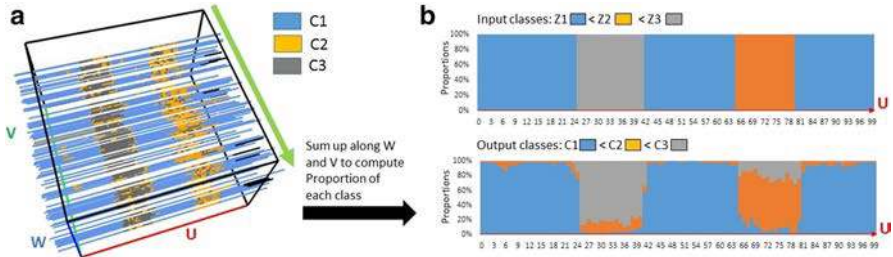 a
C1
C2
C3
V
W
U
Sum up along W
and V to compute
Proportion of
each class
b
Input classes: Z1 < Z2 < Z3
Proportions
100%
80%
60%
40%
20%
0%
U
0 3 6 9 12 15 18 21 24 27 30 33 36 39 42 45 48 51 54 57 60 63 66 69 72 75 78 81 84 87 90 93 96 99
Output classes: C1 < C2 < C3
Proportions
100%
80%
60%
40%
20%
0%
U
0 3 6 9 12 15 18 21 24 27 30 33 36 39 42 45 48 51 54 57 60 63 66 69 72 75 78 81 84 87 90 93 96 99